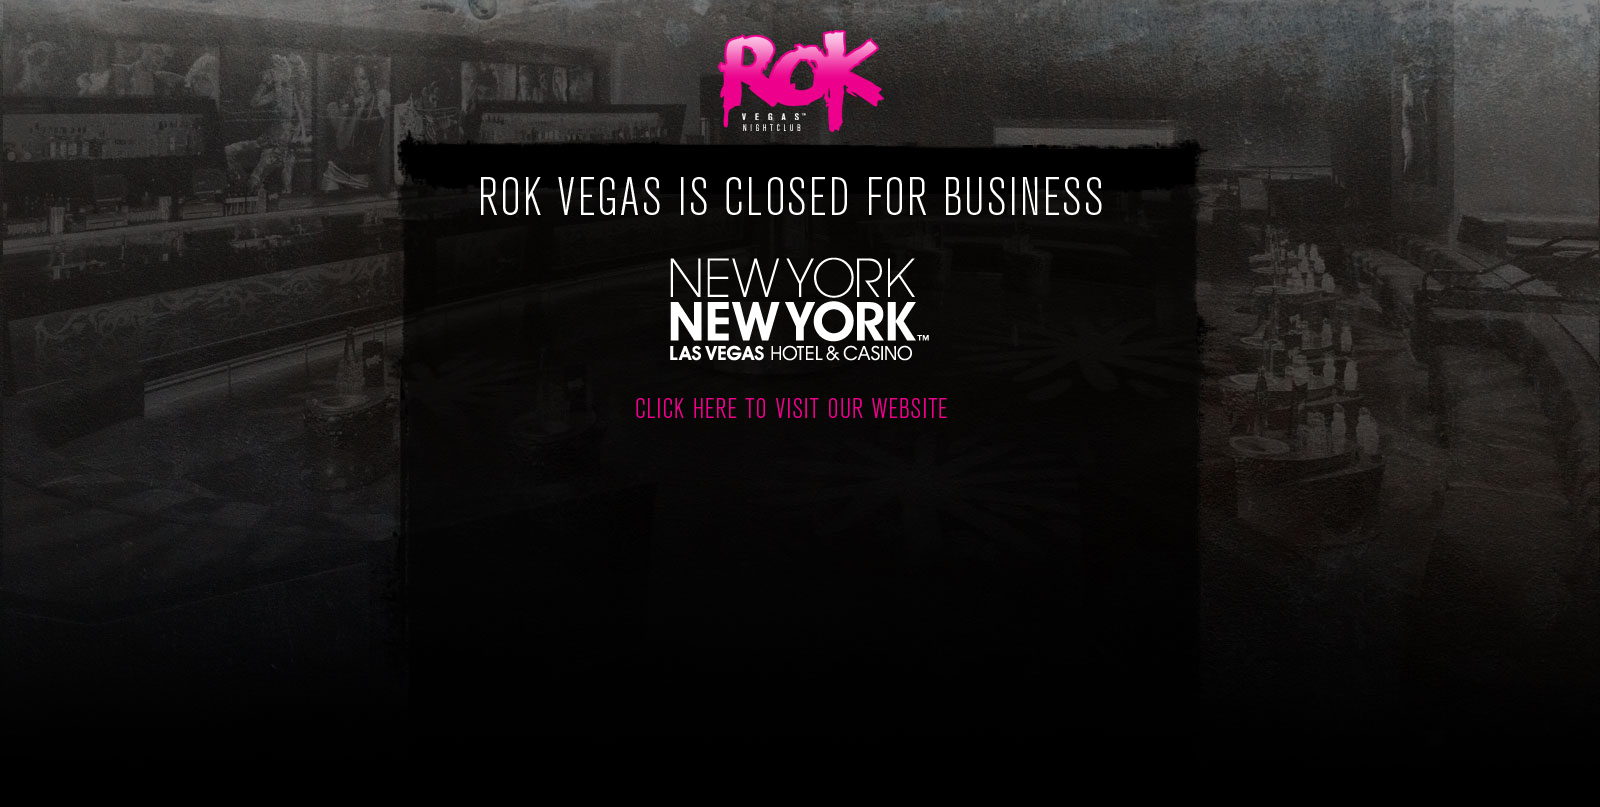 ROK
VEGAS™
NIGHTCLUB
ROK VEGAS IS CLOSED FOR BUSINESS
NEW YORK
NEW YORK™
LAS VEGAS HOTEL & CASINO
CLICK HERE TO VISIT OUR WEBSITE